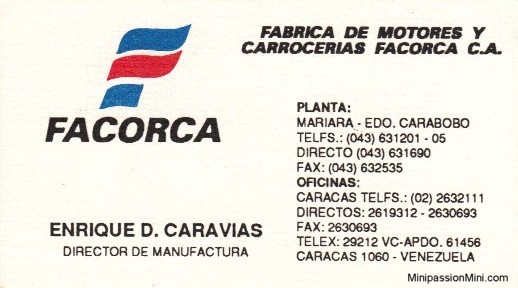 FABRICA DE MOTORES Y
CARROCERIAS FACORCA C.A.
FACORCA
PLANTA:
MARIARA - EDO. CARABOBO
TELFS.: (043) 631201 - 05
DIRECTO (043) 631690
FAX: (043) 632535
OFICINAS:
CARACAS TELFS.: (02) 2632111
DIRECTOS: 2619312 - 2630693
FAX: 2630693
TELEX: 29212 VC-APDO. 61456
CARACAS 1060 - VENEZUELA
ENRIQUE D. CARAVIAS
DIRECTOR DE MANUFACTURA
MinipassionMini.com